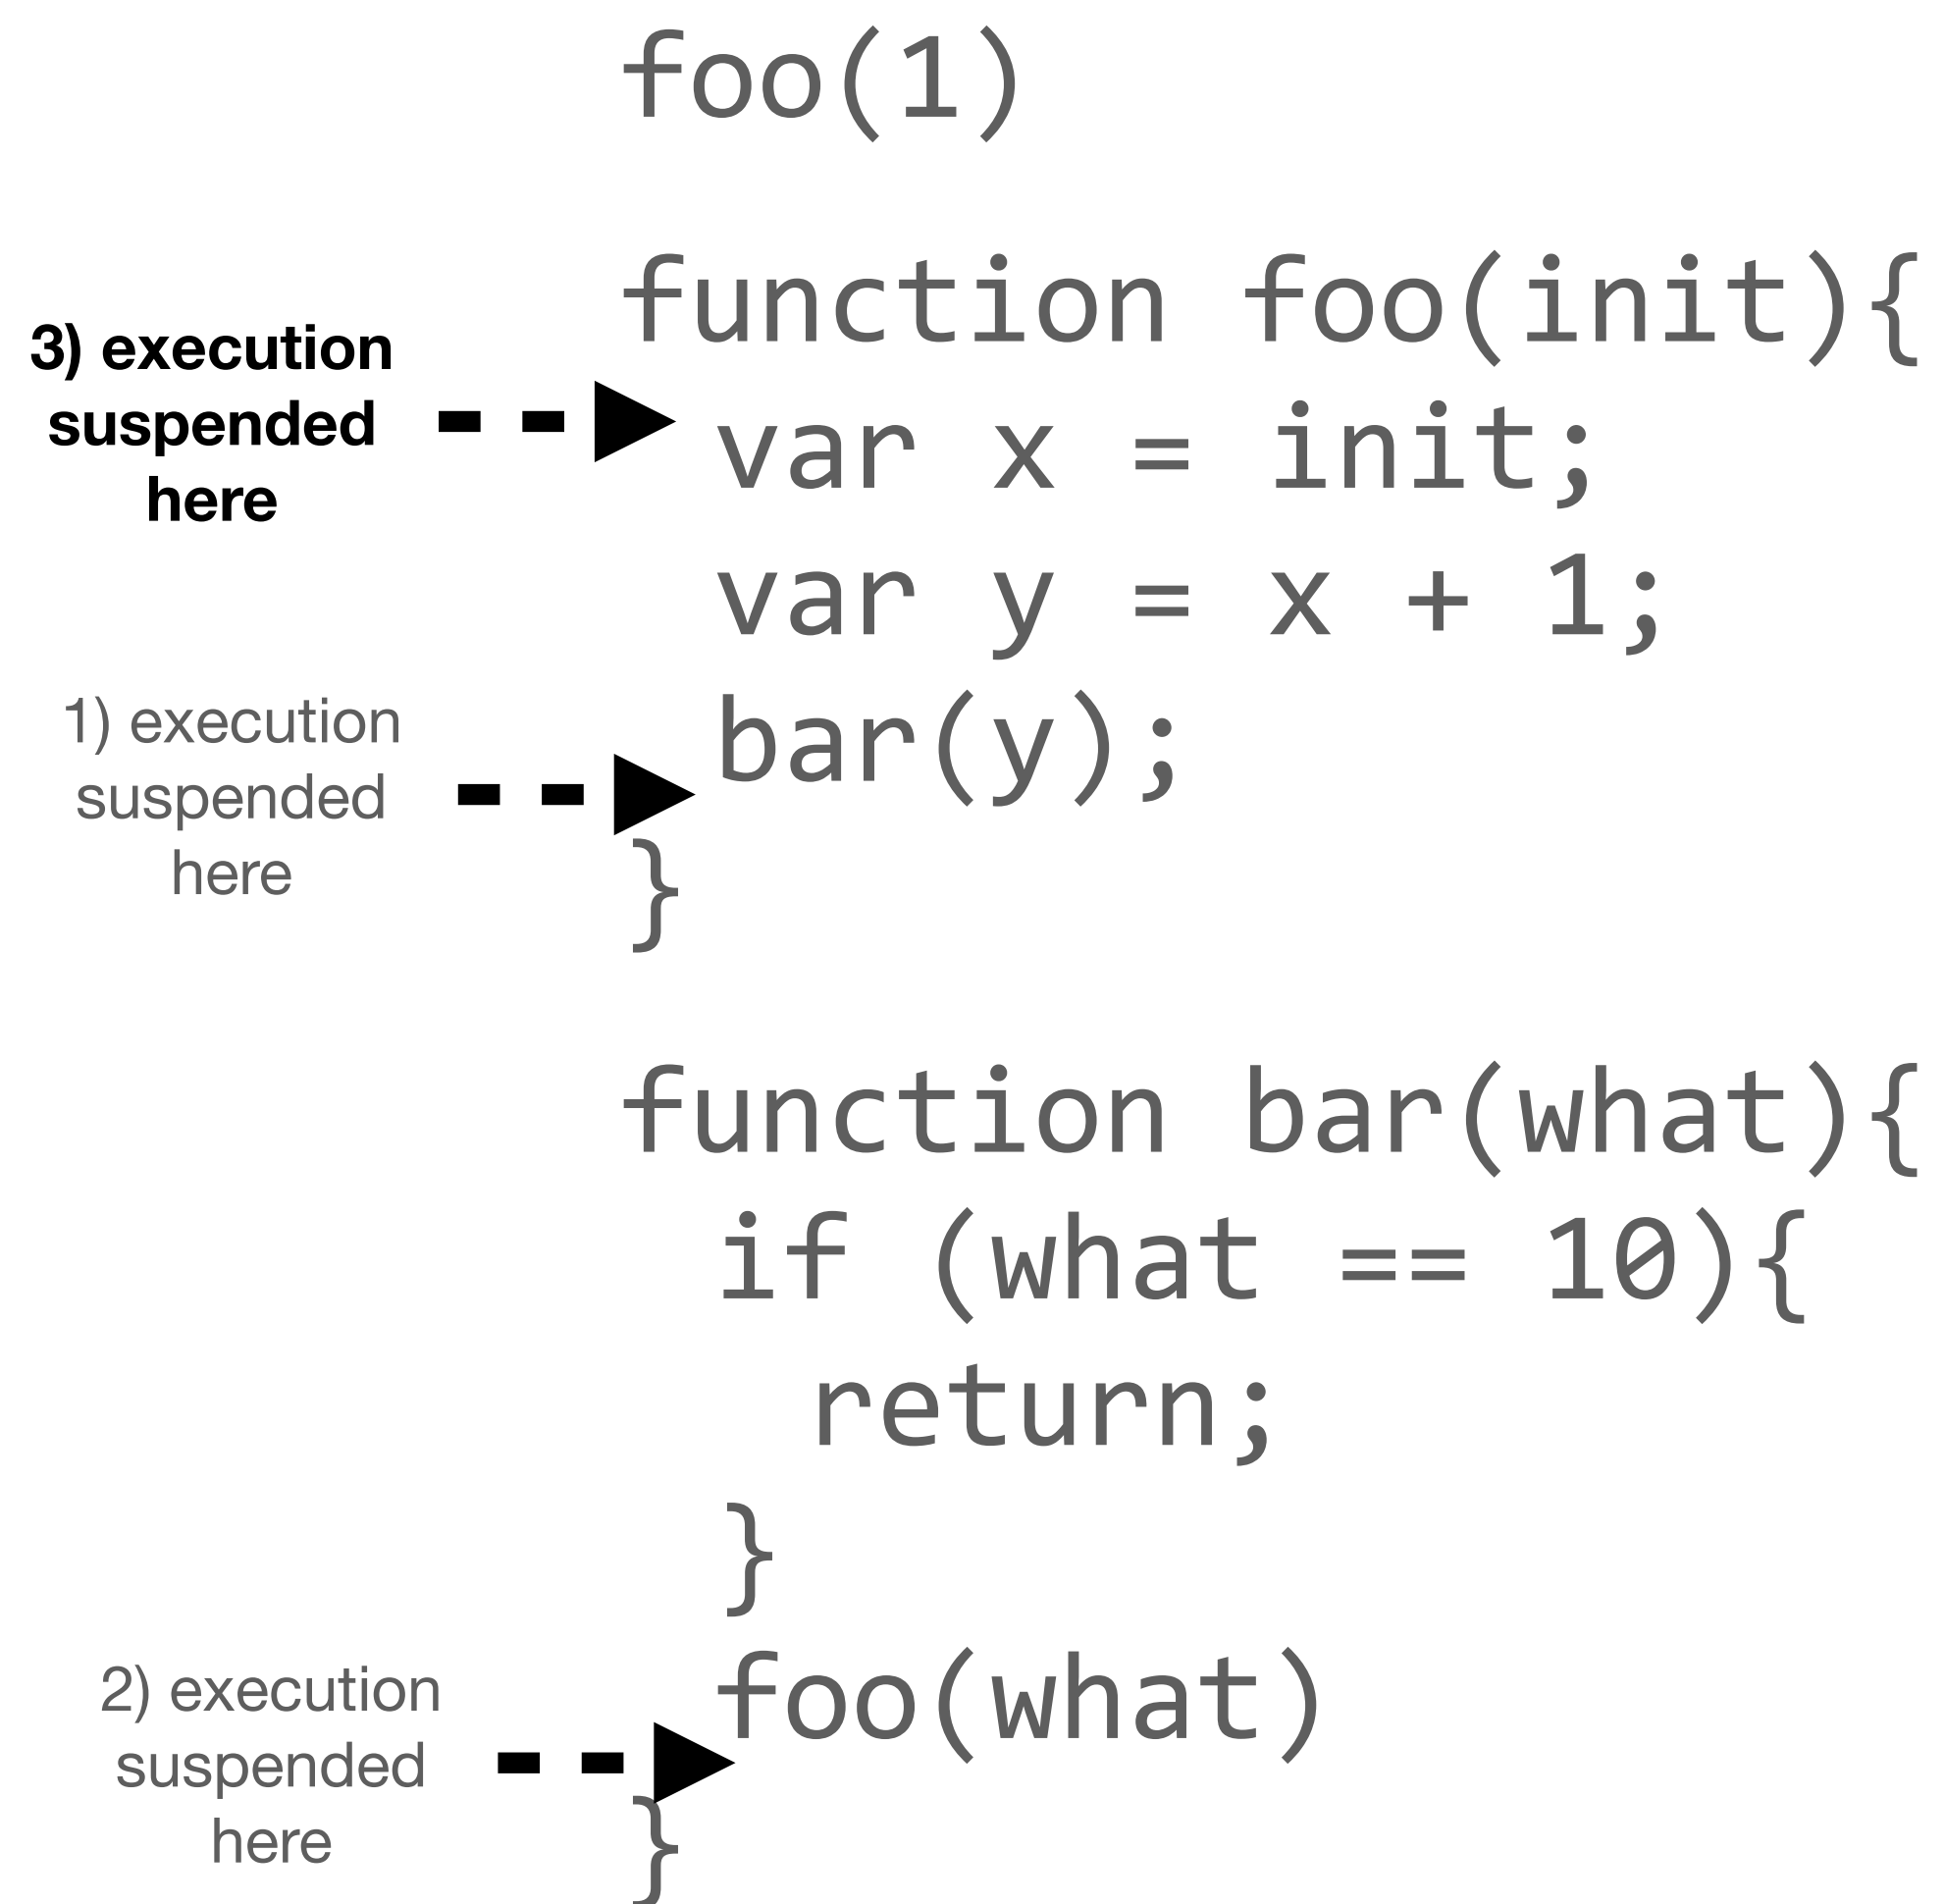 foo(1)
function foo(init){
3) execution
suspended
here
var x = init;
var y = x + 1;
1) execution
suspended
here
bar(y);
}
function bar(what){
if (what == 10){
return;
}
2) execution
suspended
here
foo(what)
}